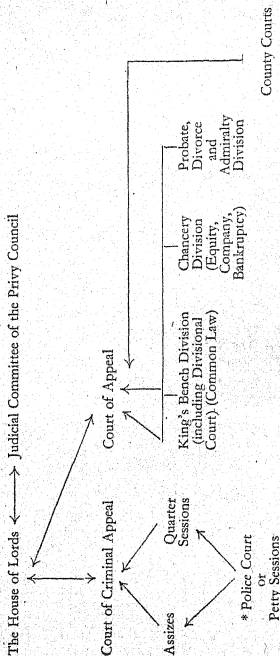 The House of Lords
Judicial Committee of the Privy Council
Court of Criminal Appeal
Court of Appeal
Assizes
Quarter
Sessions
King's Bench Division
(including Divisional
Court) (Common Law)
Chancery
Division
(Equity,
Company,
Bankruptcy)
Probate,
Divorce
and
Admiralty
Division
* Police Court
or
Petty Sessions
County Courts